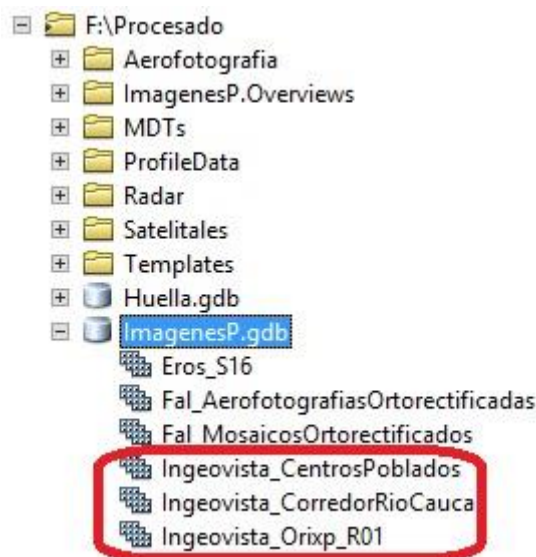 F:\Procesado
Aerofotografia
ImagenesP.Overviews
MDTs
ProfileData
Radar
Satelitales
Templates
Huella.gdb
ImagenesP.gdb
Eros_S16
Fal_AerofotografiasOrtorectificadas
Fal_MosaicosOrtorectificados
Ingeovista_CentrosPoblados
Ingeovista_CorredorRioCauca
Ingeovista_Orixp_R01